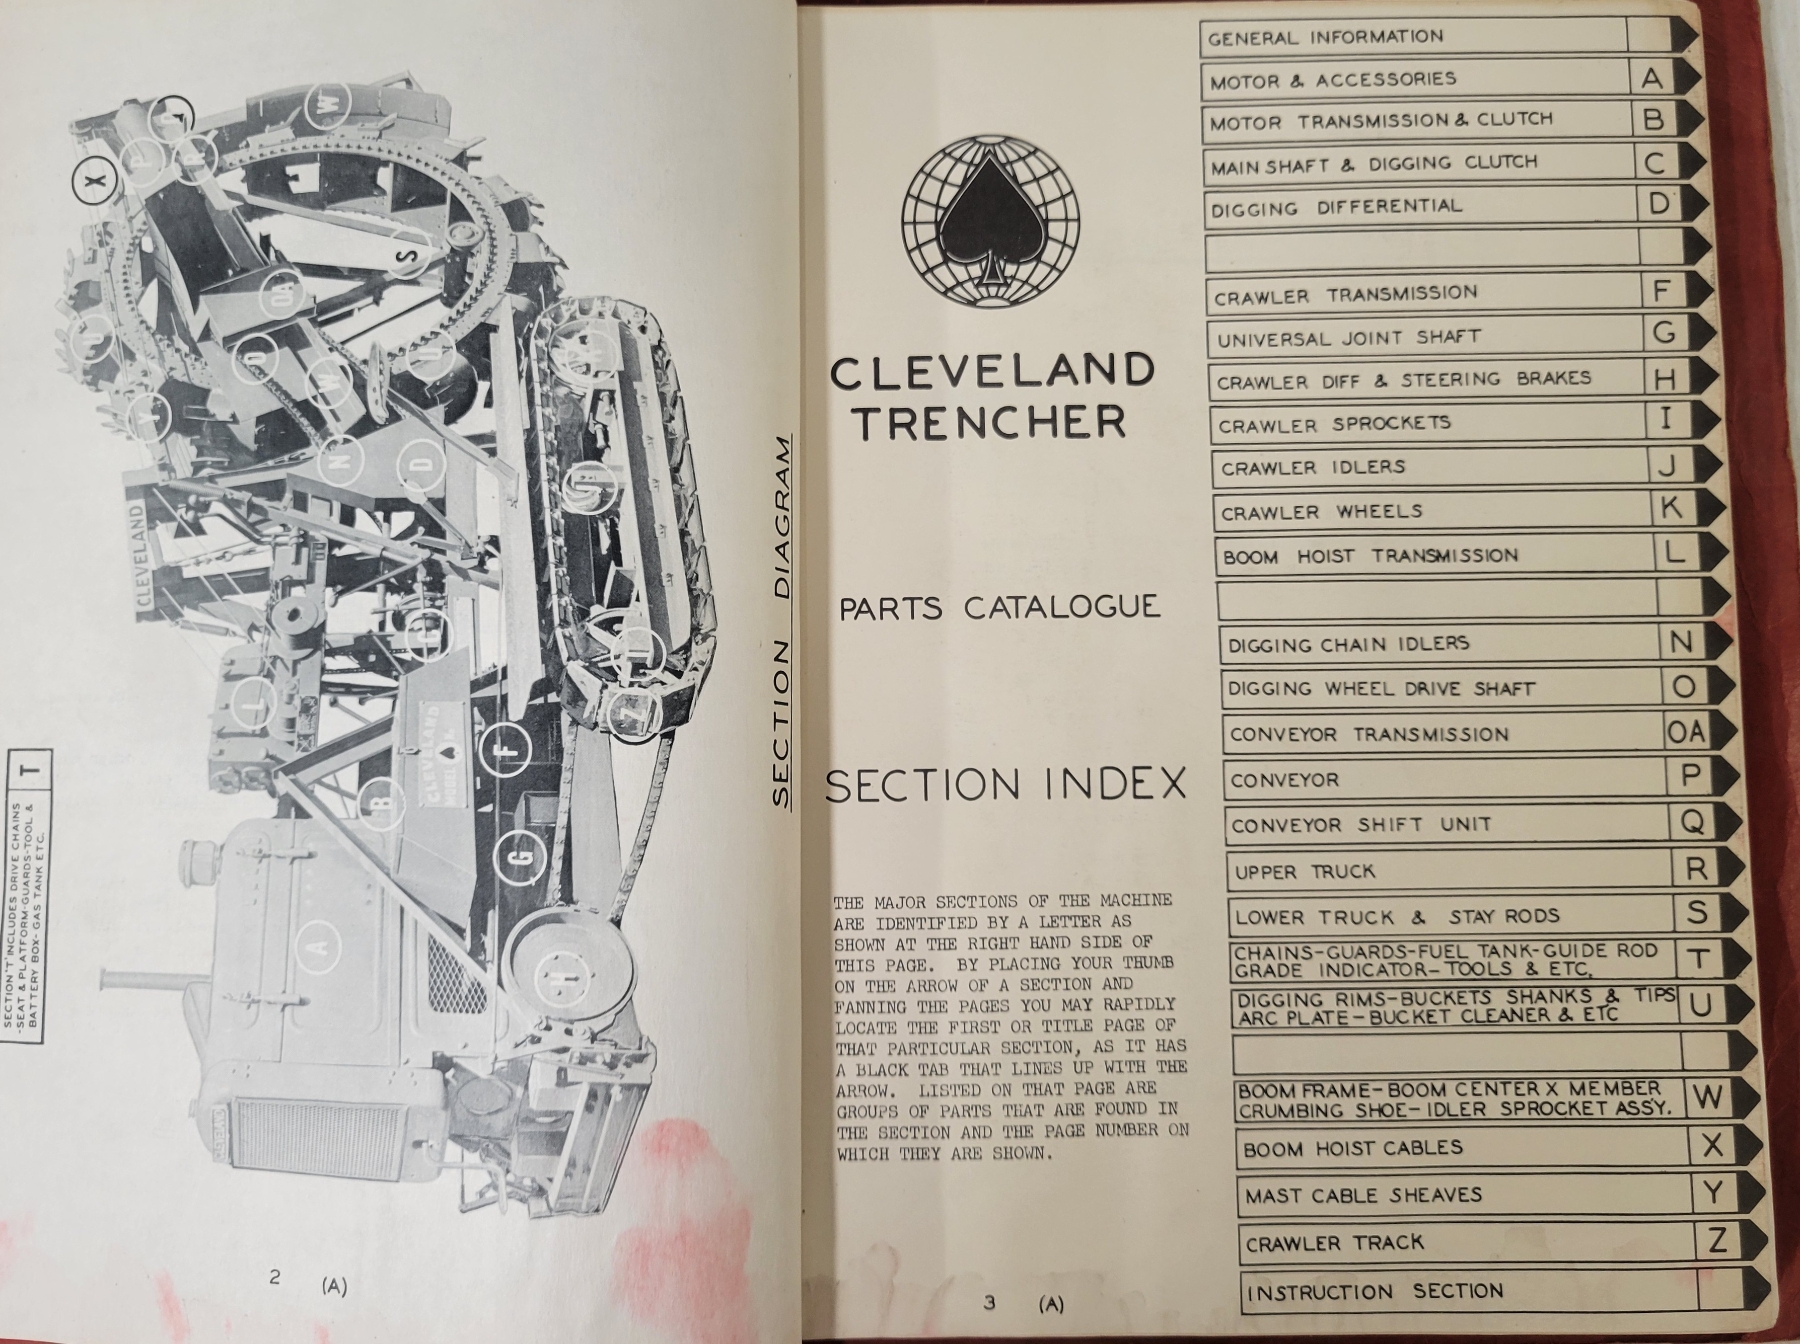 W
P
R
X
S
OA
J
O
W
U
H
N
D
CLEVELAND
C
L
F
B
CLEVELAND
Z
G
A
H
SECTION DIAGRAM
T
SECTION "T" INCLUDES DRIVE CHAINS
-SEAT & PLATFORM-GUARDS-TOOL &
BATTERY BOX-GAS TANK ETC.
2 (A)
CLEVELAND
TRENCHER
PARTS CATALOGUE
SECTION INDEX
THE MAJOR SECTIONS OF THE MACHINE
ARE IDENTIFIED BY A LETTER AS
SHOWN AT THE RIGHT HAND SIDE OF
THIS PAGE. BY PLACING YOUR THUMB
ON THE ARROW OF A SECTION AND
FANNING THE PAGES YOU MAY RAPIDLY
LOCATE THE FIRST OR TITLE PAGE OF
THAT PARTICULAR SECTION, AS IT HAS
A BLACK TAB THAT LINES UP WITH THE
ARROW. LISTED ON THAT PAGE ARE
GROUPS OF PARTS THAT ARE FOUND IN
THE SECTION AND THE PAGE NUMBER ON
WHICH THEY ARE SHOWN.
3 (A)
GENERAL INFORMATION
MOTOR & ACCESSORIES A
MOTOR TRANSMISSION & CLUTCH B
MAIN SHAFT & DIGGING CLUTCH C
DIGGING DIFFERENTIAL D
CRAWLER TRANSMISSION F
UNIVERSAL JOINT SHAFT G
CRAWLER DIFF & STEERING BRAKES H
CRAWLER SPROCKETS I
CRAWLER IDLERS J
CRAWLER WHEELS K
BOOM HOIST TRANSMISSION L
DIGGING CHAIN IDLERS N
DIGGING WHEEL DRIVE SHAFT O
CONVEYOR TRANSMISSION OA
CONVEYOR P
CONVEYOR SHIFT UNIT Q
UPPER TRUCK R
LOWER TRUCK & STAY RODS S
CHAINS-GUARDS-FUEL TANK-GUIDE ROD
GRADE INDICATOR-TOOLS & ETC, T
DIGGING RIMS-BUCKETS SHANKS & TIPS
ARC PLATE-BUCKET CLEANER & ETC U
BOOM FRAME-BOOM CENTER X MEMBER
CRUMBING SHOE-IDLER SPROCKET ASS'Y. W
BOOM HOIST CABLES X
MAST CABLE SHEAVES Y
CRAWLER TRACK Z
INSTRUCTION SECTION